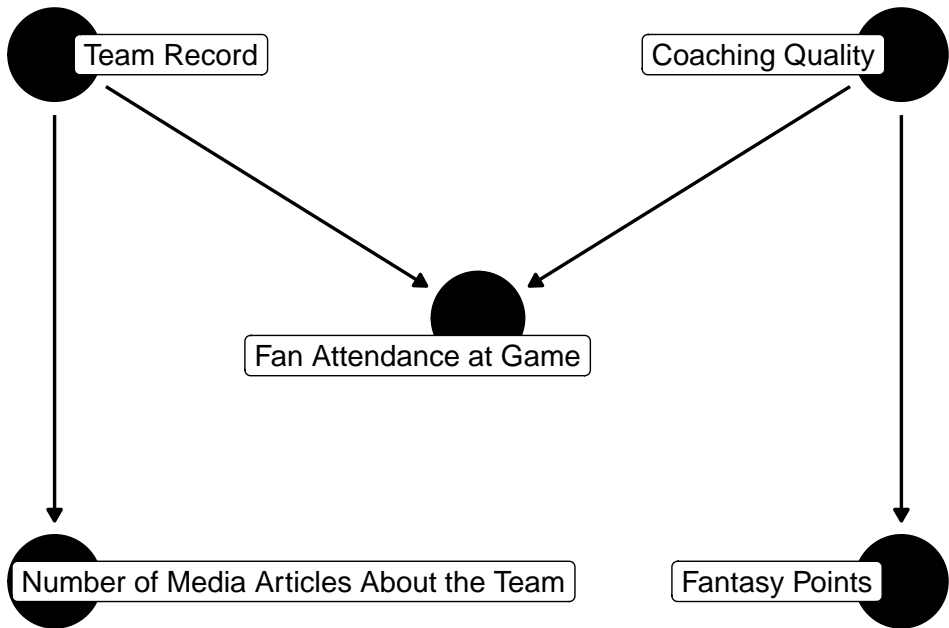 Team Record
Coaching Quality
Fan Attendance at Game
Number of Media Articles About the Team
Fantasy Points